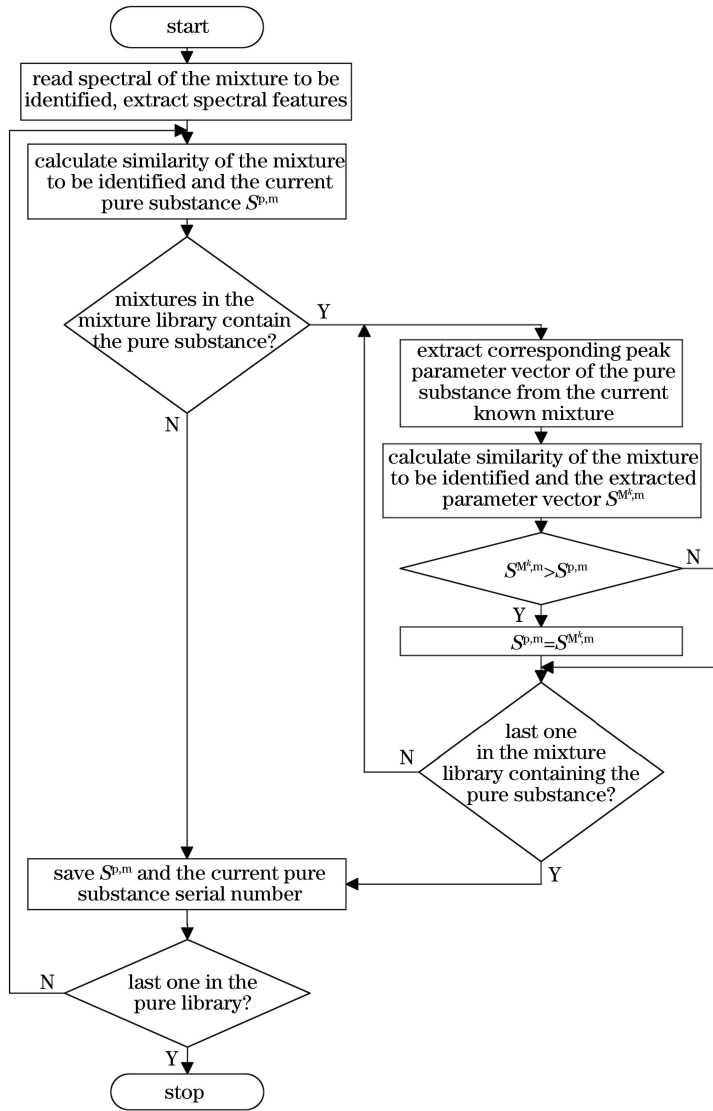 start
read spectral of the mixture to be
identified, extract spectral features
calculate similarity of the mixture
to be identified and the current
pure substance S^p,m
mixtures in the
mixture library contain
the pure substance?
Y
N
extract corresponding peak
parameter vector of the pure
substance from the current
known mixture
calculate similarity of the mixture
to be identified and the extracted
parameter vector S^M^k,m
S^M^k,m>S^p,m
N
Y
S^p,m=S^M^k,m
last one
in the mixture
library containing the
pure substance?
N
Y
save S^p,m and the current pure
substance serial number
last one in the
pure library?
N
Y
stop